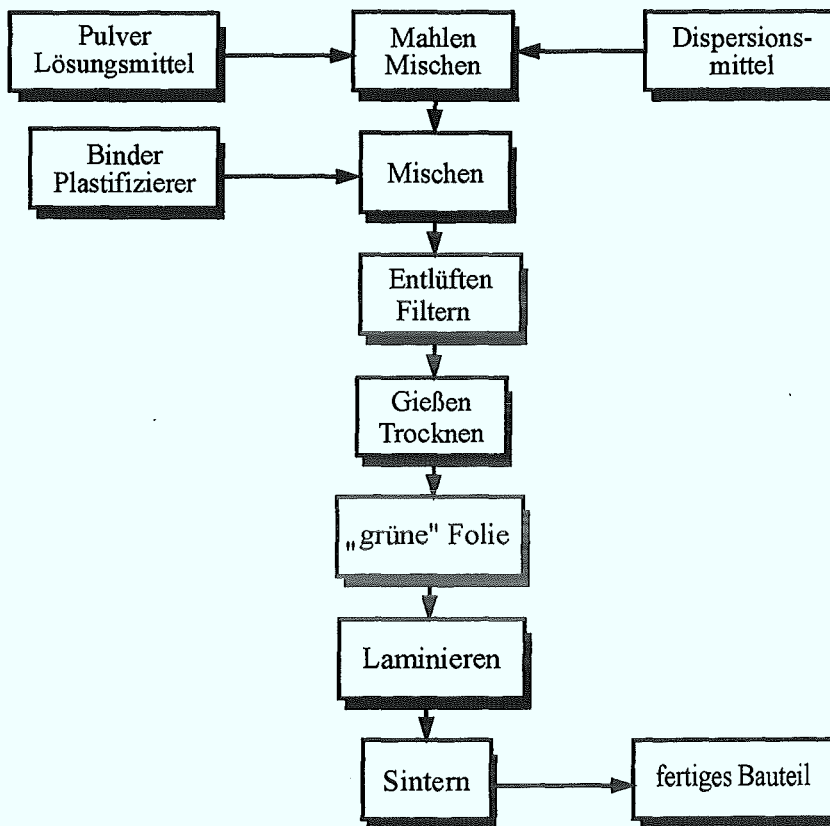 Pulver
Lösungsmittel
Mahlen
Mischen
Dispersions-
mittel
Binder
Plastifizierer
Mischen
Entlüften
Filtern
Gießen
Trocknen
„grüne" Folie
Laminieren
Sintern
fertiges Bauteil